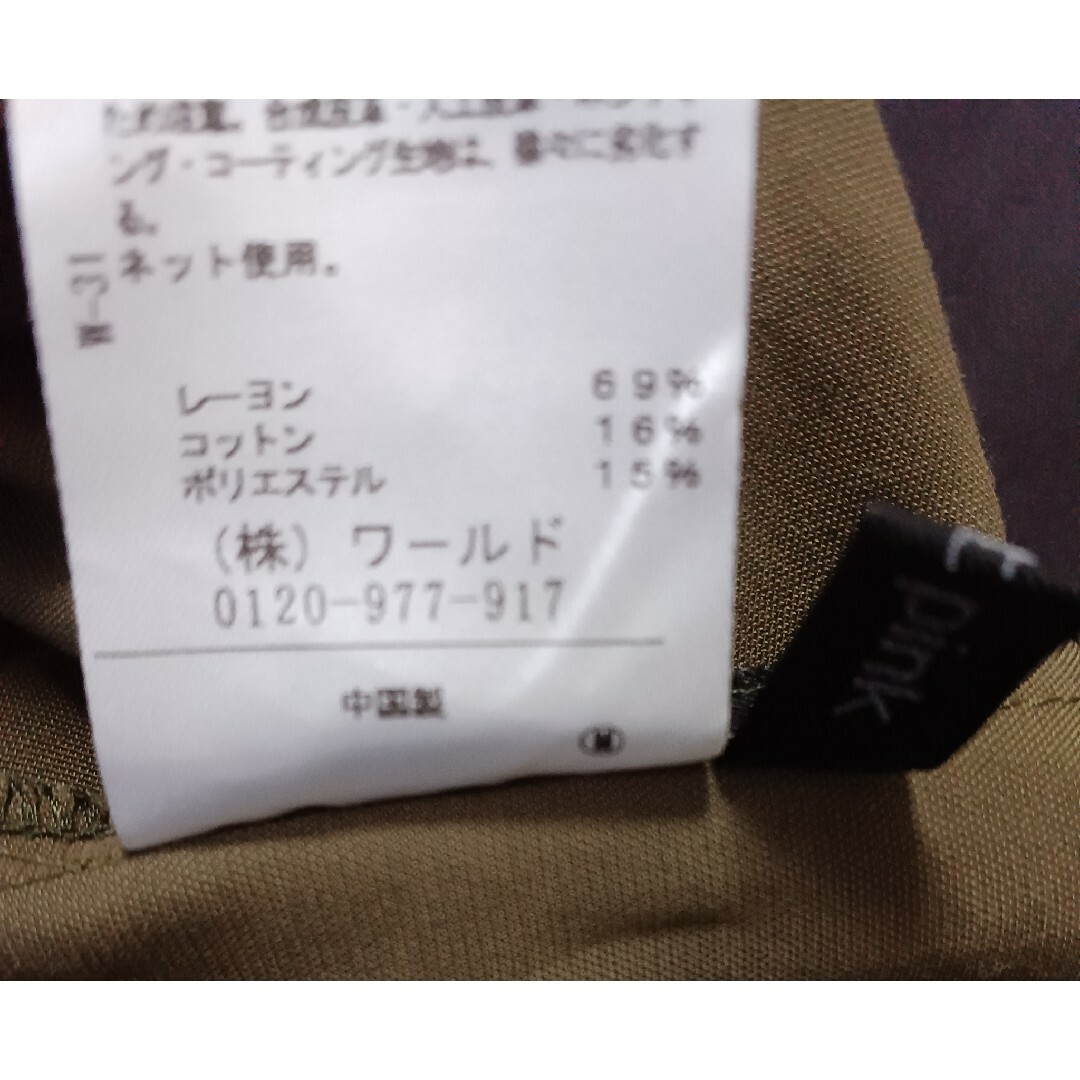 ング・コーティング生地は、徐々に劣化す
る。
ネット使用。
W-31
レーヨン 69%
コットン 16%
ポリエステル 15%
(株) ワールド
0120-977-917
中国製
pink